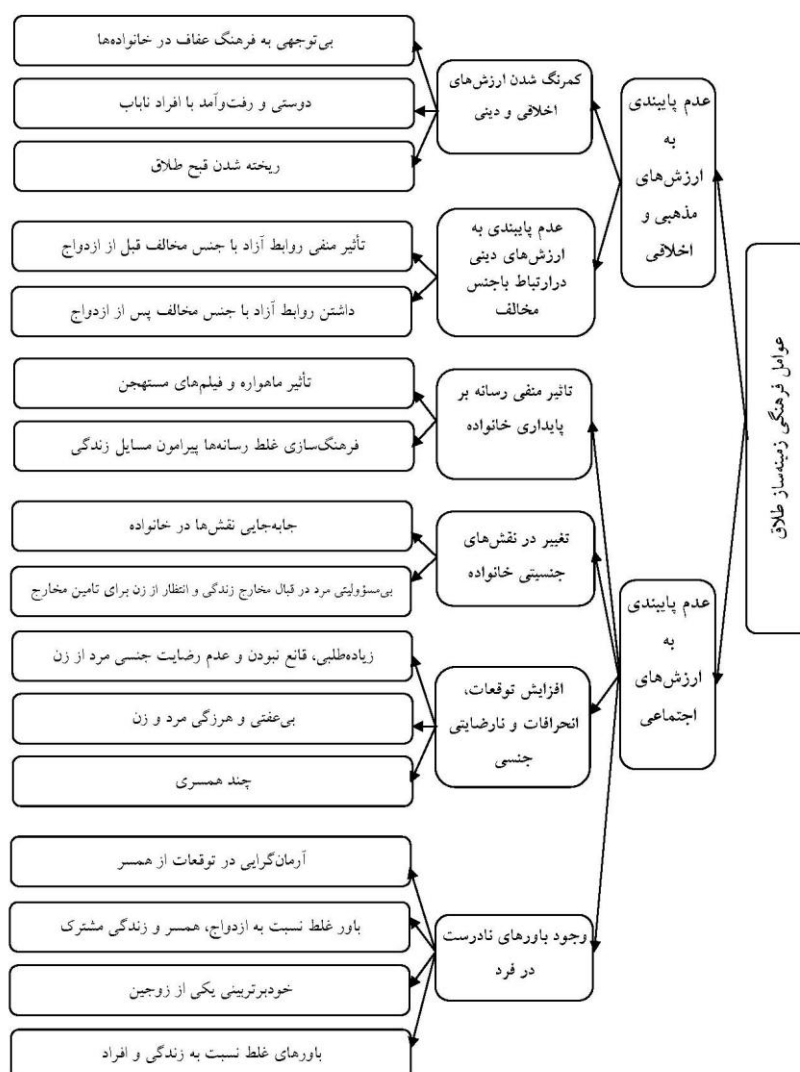 عوامل فرهنگی زمینه‌ساز طلاق
عدم پایبندی
به
ارزش‌های
مذهبی و
اخلاقی
کمرنگ شدن ارزش‌های
اخلاقی و دینی
بی‌توجهی به فرهنگ عفاف در خانواده‌ها
دوستی و رفت‌وآمد با افراد ناباب
ریخته شدن قبح طلاق
عدم پایبندی به
ارزش‌های دینی
درارتباط باجنس
مخالف
تأثیر منفی روابط آزاد با جنس مخالف قبل از ازدواج
داشتن روابط آزاد با جنس مخالف پس از ازدواج
عدم پایبندی
به
ارزش‌های
اجتماعی
تاثیر منفی رسانه بر
پایداری خانواده
تأثیر ماهواره و فیلم‌های مستهجن
فرهنگ‌سازی غلط رسانه‌ها پیرامون مسایل زندگی
تغییر در نقش‌های
جنسیتی خانواده
جابه‌جایی نقش‌ها در خانواده
بی‌مسؤولیتی مرد در قبال مخارج زندگی و انتظار از زن برای تامین مخارج
افزایش توقعات،
انحرافات و نارضایتی
جنسی
زیاده‌طلبی، قانع نبودن و عدم رضایت جنسی مرد از زن
بی‌عفتی و هرزگی مرد و زن
چند همسری
وجود باورهای نادرست
در فرد
آرمان‌گرایی در توقعات از همسر
باور غلط نسبت به ازدواج، همسر و زندگی مشترک
خودبرتربینی یکی از زوجین
باورهای غلط نسبت به زندگی و افراد